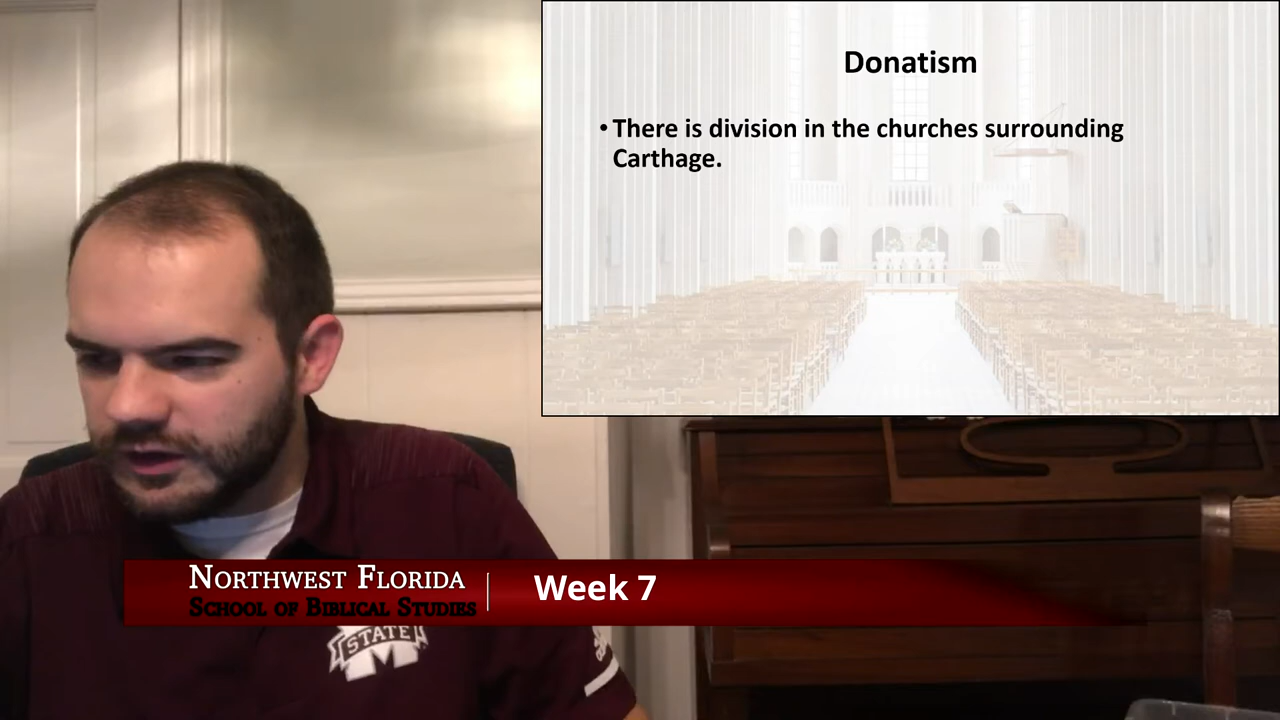 Donatism
• There is division in the churches surrounding
Carthage.
Northwest Florida
School of Biblical Studies
Week 7
STATE
M